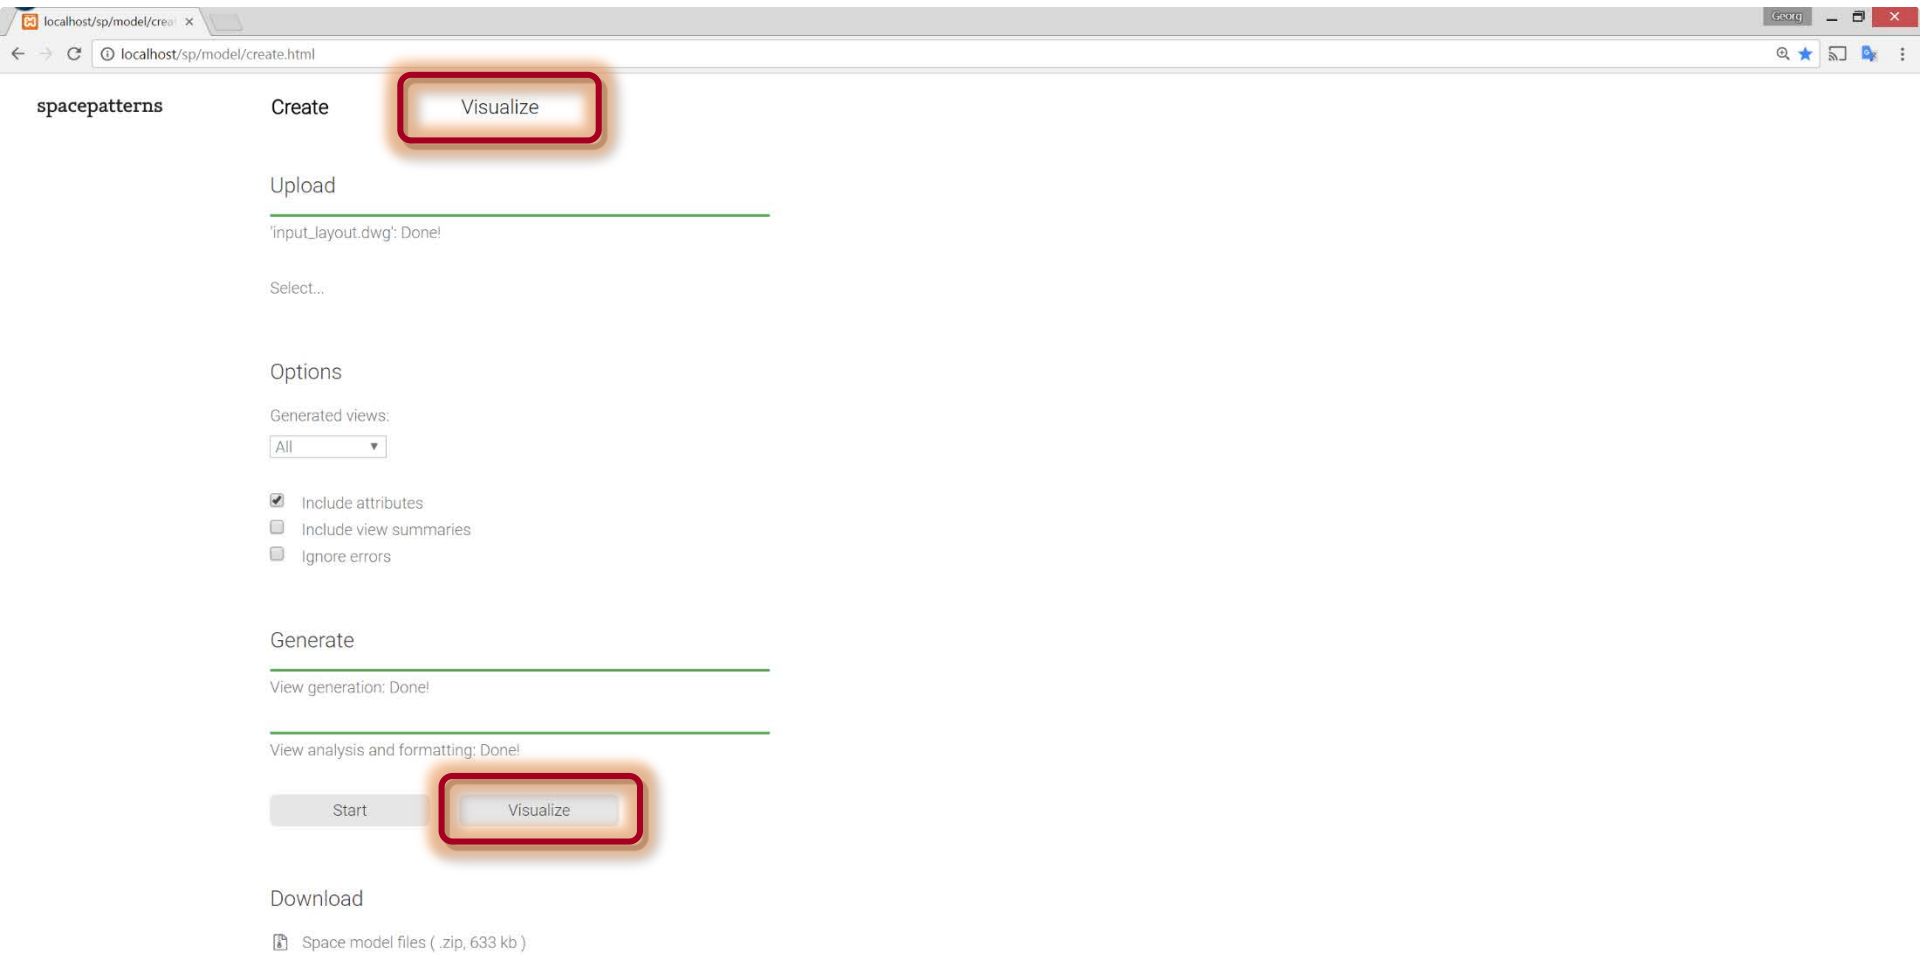 localhost/sp/model/crea
Georg
localhost/sp/model/create.html
spacepatterns
Create
Visualize
Upload
'input_layout.dwg': Done!
Select...
Options
Generated views:
All
Include attributes
Include view summaries
Ignore errors
Generate
View generation: Done!
View analysis and formatting: Done!
Start
Visualize
Download
Space model files ( .zip, 633 kb )